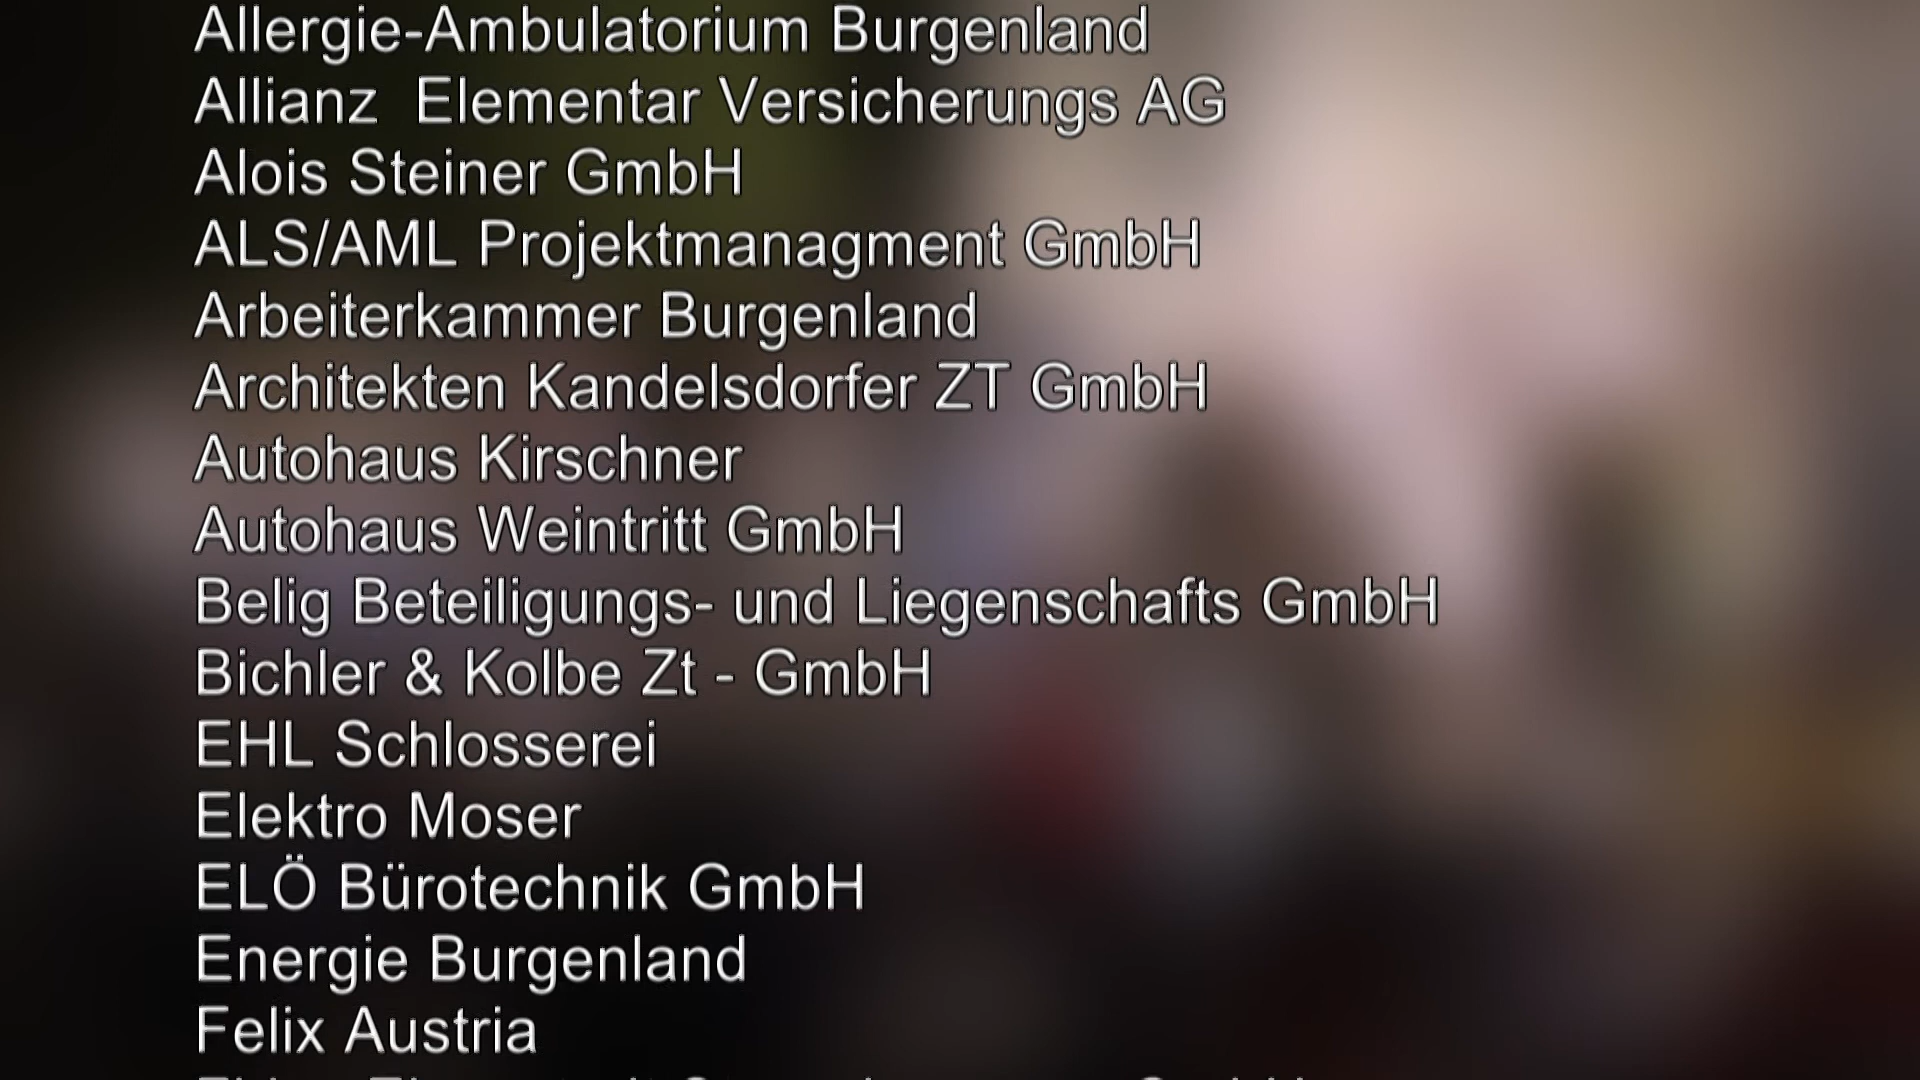 Allergie-Ambulatorium Burgenland
Allianz  Elementar Versicherungs AG
Alois Steiner GmbH
ALS/AML Projektmanagment GmbH
Arbeiterkammer Burgenland
Architekten Kandelsdorfer ZT GmbH
Autohaus Kirschner
Autohaus Weintritt GmbH
Belig Beteiligungs- und Liegenschafts GmbH
Bichler & Kolbe Zt - GmbH
EHL Schlosserei
Elektro Moser
ELÖ Bürotechnik GmbH
Energie Burgenland
Felix Austria